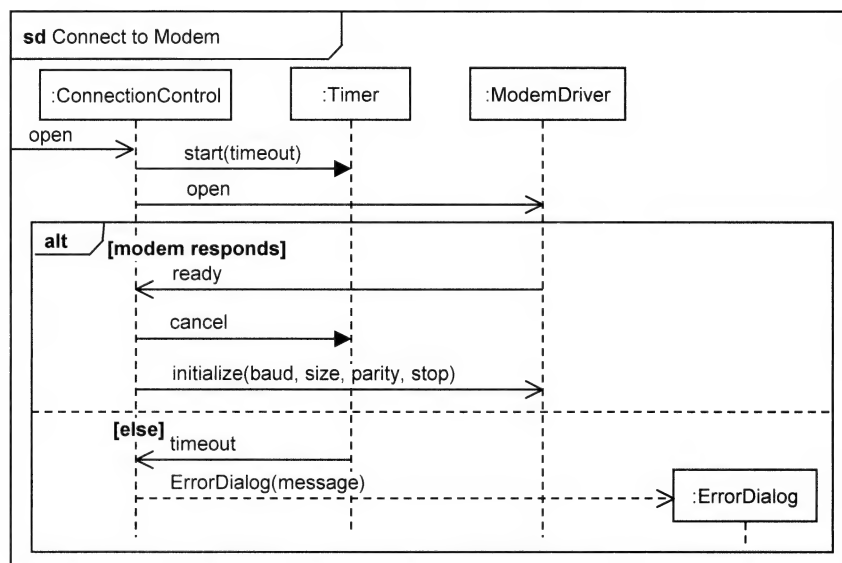 sd Connect to Modem
:ConnectionControl
:Timer
:ModemDriver
open
start(timeout)
open
alt
[modem responds]
ready
cancel
initialize(baud, size, parity, stop)
[else]
timeout
ErrorDialog(message)
:ErrorDialog